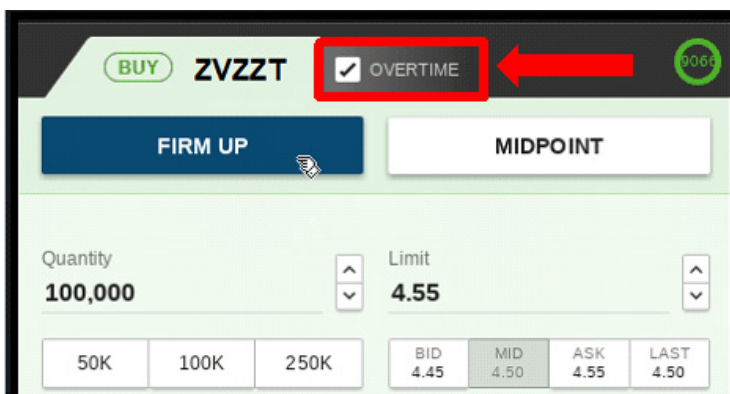 BUY ZVZZT OVERTIME 9066
FIRM UP MIDPOINT
Quantity Limit
100,000 4.55
50K 100K 250K BID MID ASK LAST
4.45 4.50 4.55 4.50